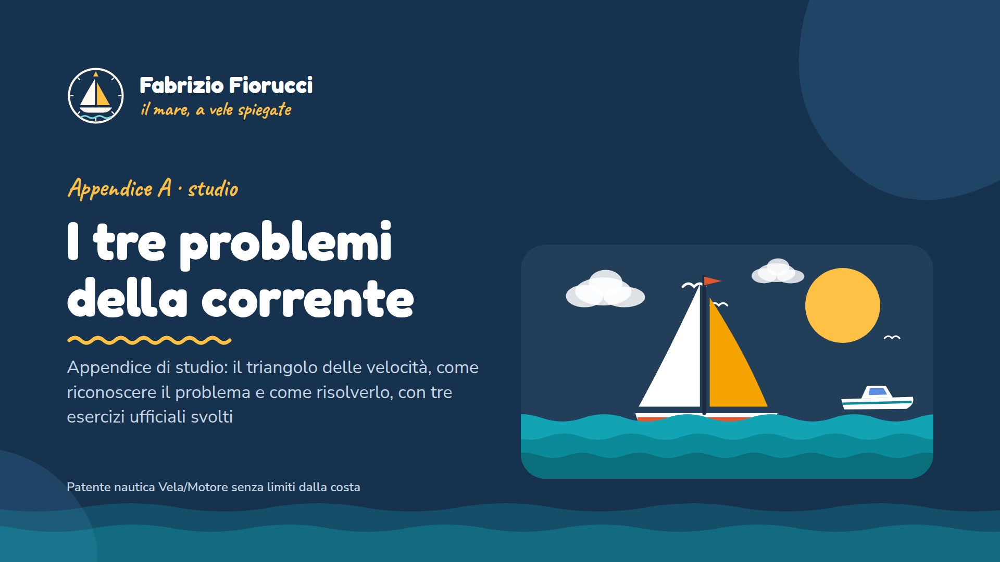 Fabrizio Fiorucci
il mare, a vele spiegate
Appendice A · studio
I tre problemi
della corrente
Appendice di studio: il triangolo delle velocità, come
riconoscere il problema e come risolverlo, con tre
esercizi ufficiali svolti
Patente nautica Vela/Motore senza limiti dalla costa